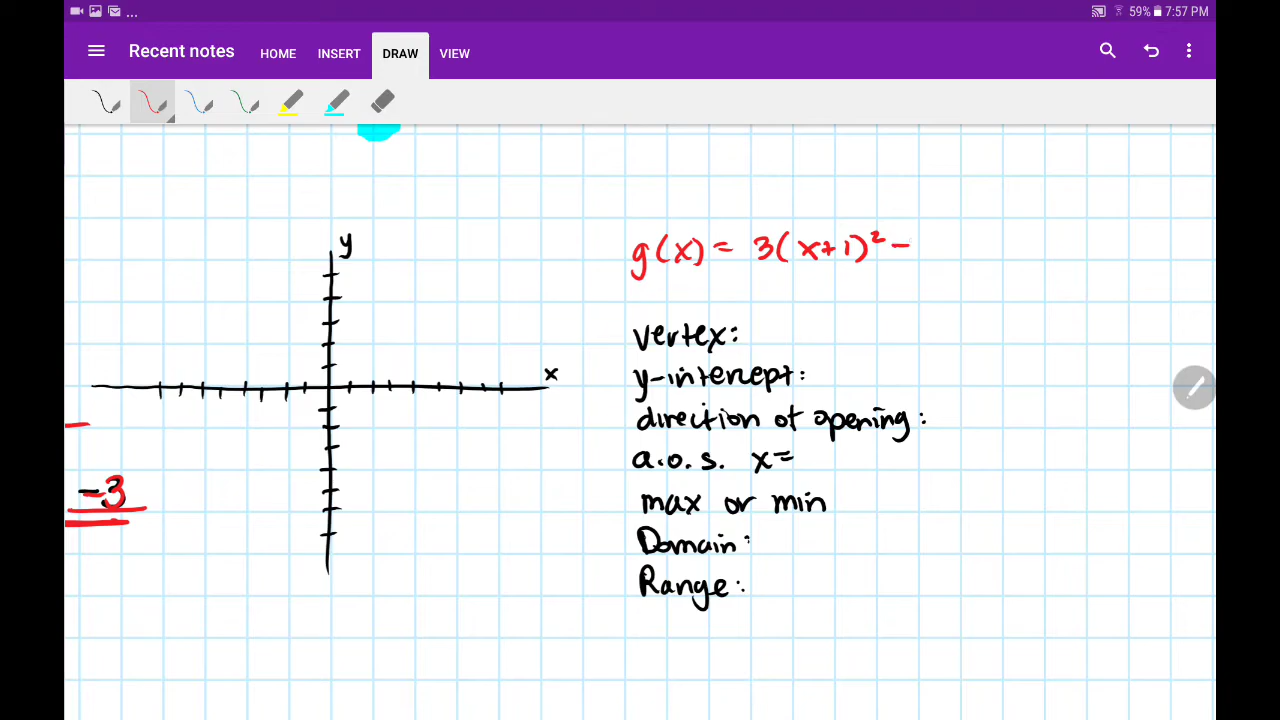 ... 59% 7:57 PM
Recent notes HOME INSERT DRAW VIEW
y
g(x) = 3(x+1)² –
x
vertex:
y-intercept:
direction of opening:
a.o.s. x=
-3
max or min
Domain:
Range: